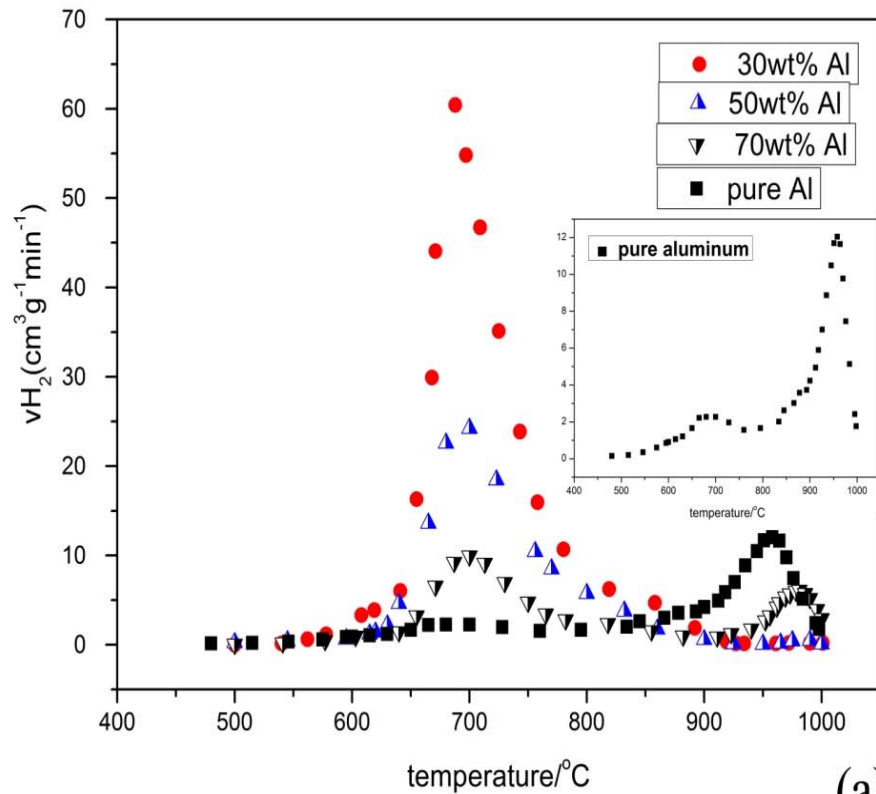 70
60
50
40
30
20
10
0
vH₂(cm³g⁻¹min⁻¹)
30wt% Al
50wt% Al
70wt% Al
pure Al
pure aluminum
12
10
8
6
4
2
0
400 500 600 700 800 900 1000
temperature/°C
400 500 600 700 800 900 1000
temperature/°C
(a)